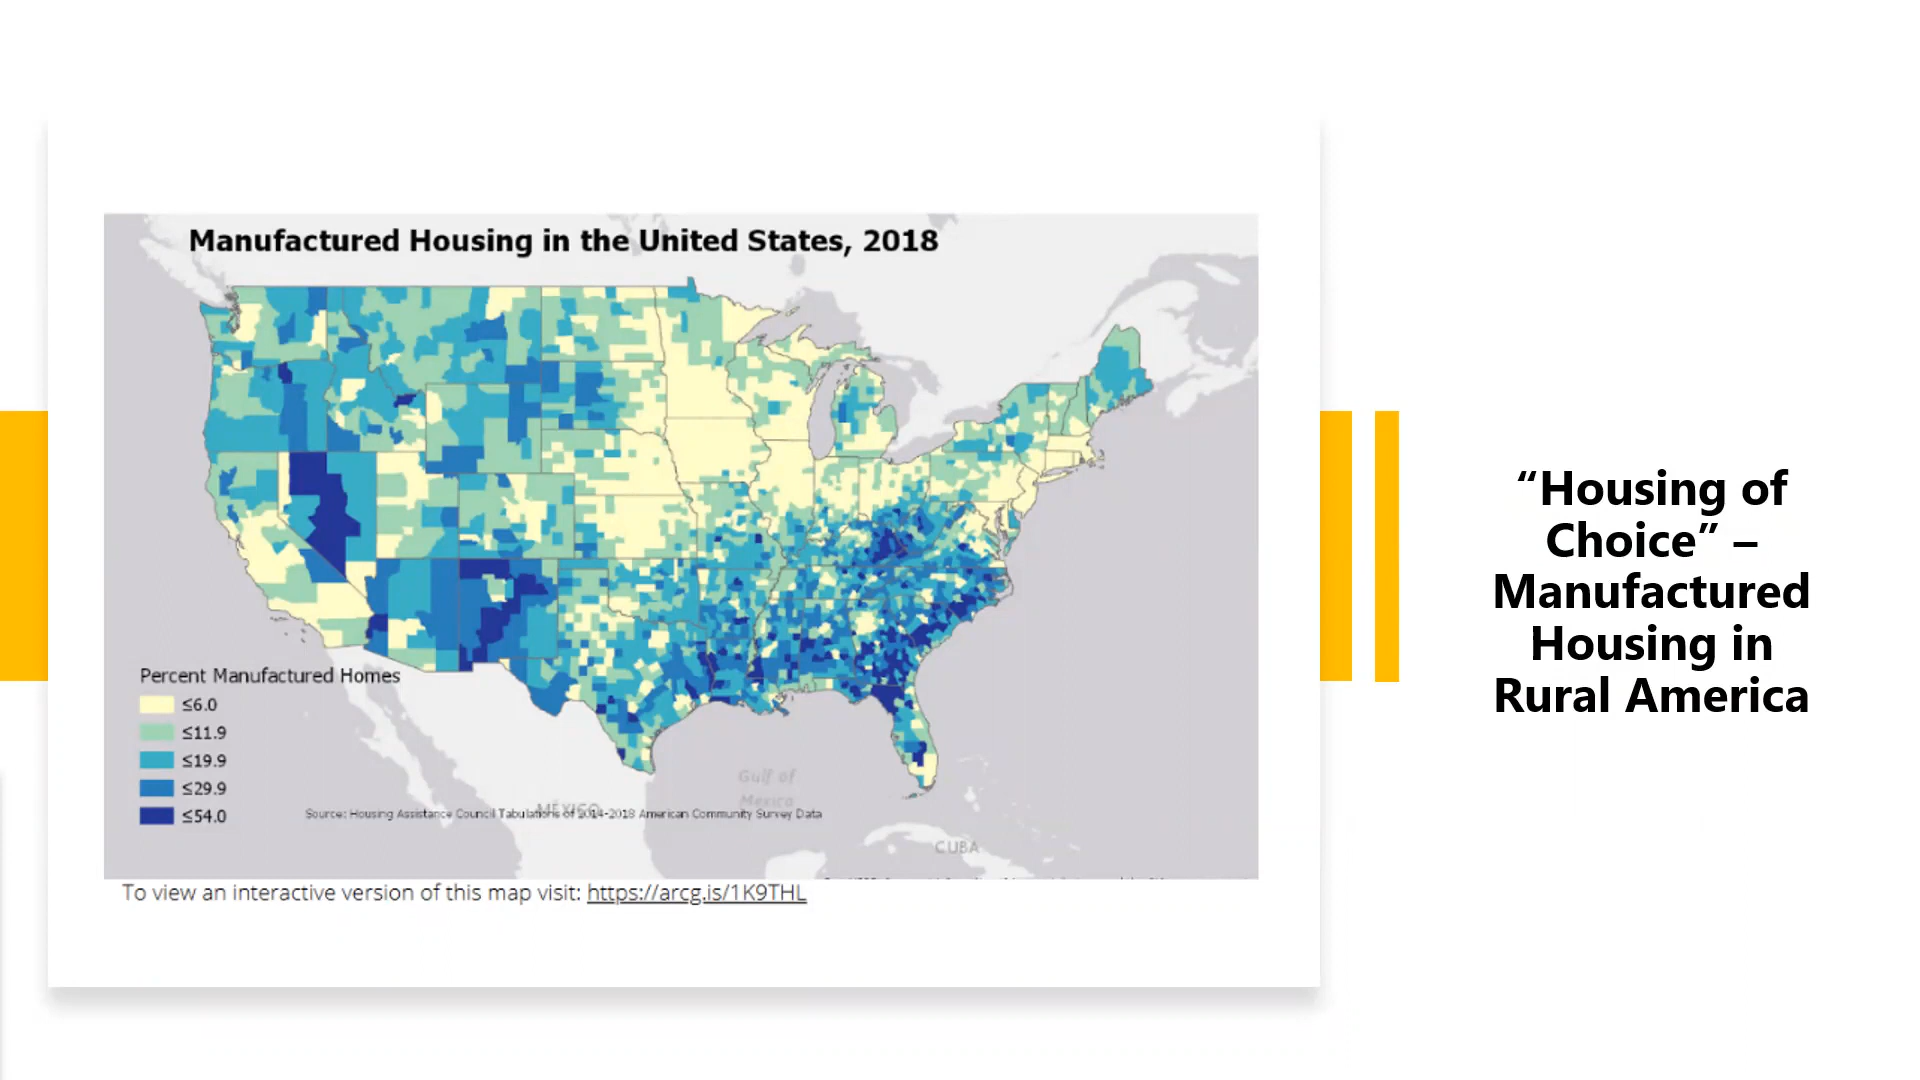 Manufactured Housing in the United States, 2018
Percent Manufactured Homes
≤6.0
≤11.9
≤19.9
≤29.9
≤54.0
Gulf of
Mexico
MÉXICO
Source: Housing Assistance Council Tabulations of 2014-2018 American Community Survey Data
CUBA
To view an interactive version of this map visit: https://arcg.is/1K9THL
“Housing of
Choice” –
Manufactured
Housing in
Rural America